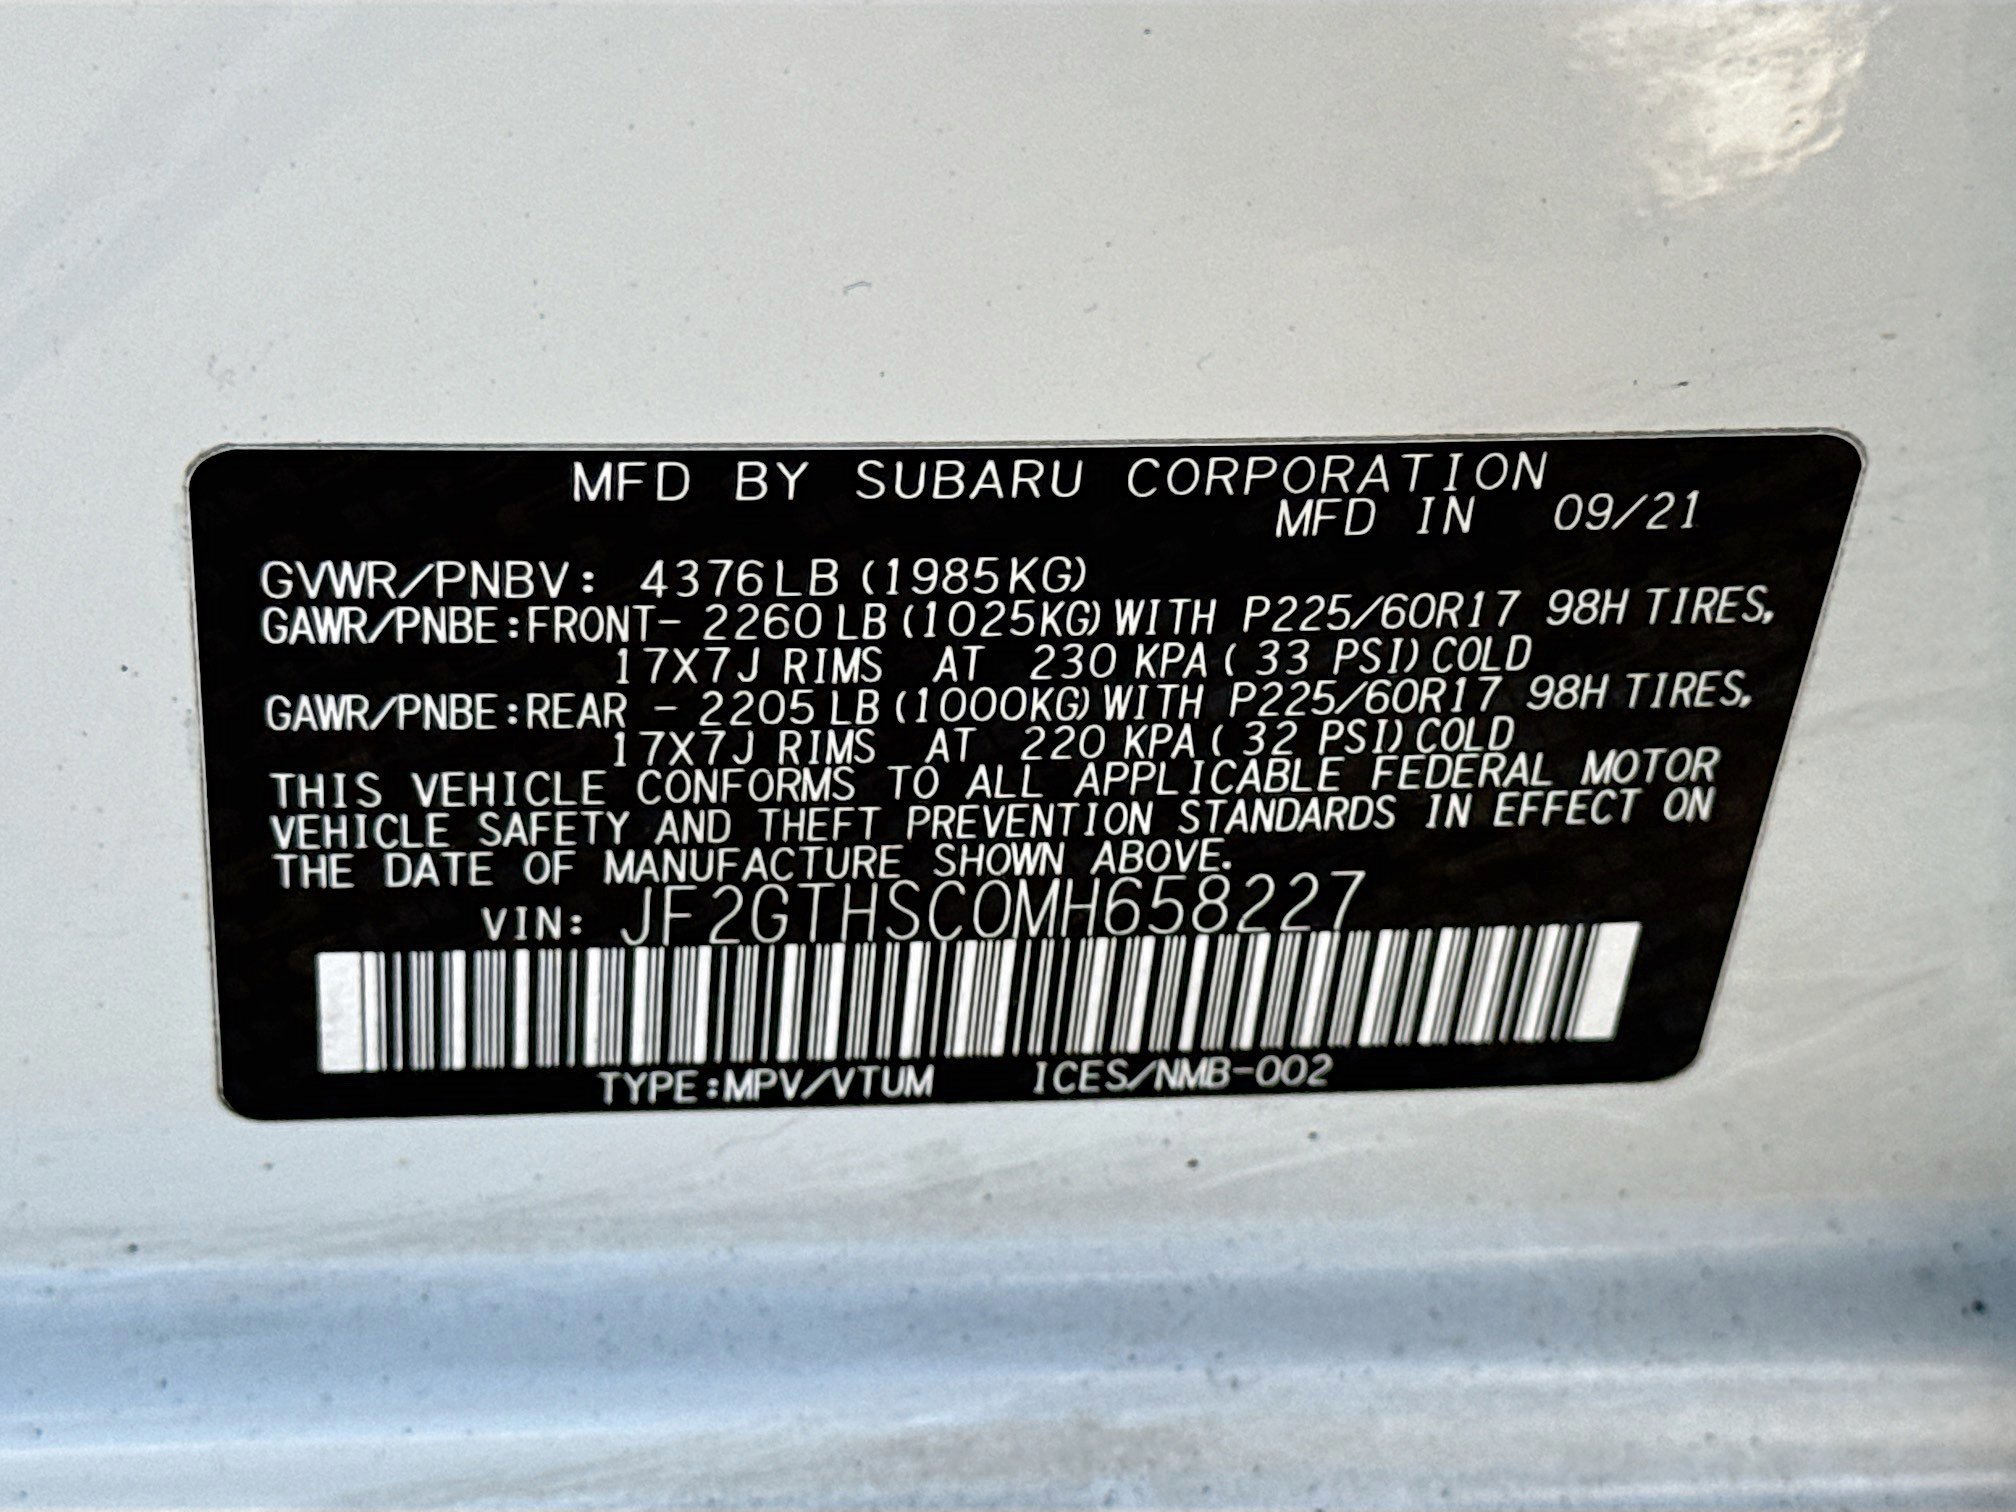 MFD BY SUBARU CORPORATION
MFD IN 09/21
GVWR/PNBV: 4376LB (1985KG)
GAWR/PNBE:FRONT- 2260LB (1025KG) WITH P225/60R17 98H TIRES,
17X7J RIMS AT 230 KPA ( 33 PSI) COLD
GAWR/PNBE:REAR - 2205LB (1000KG) WITH P225/60R17 98H TIRES,
17X7J RIMS AT 220 KPA ( 32 PSI) COLD
THIS VEHICLE CONFORMS TO ALL APPLICABLE FEDERAL MOTOR
VEHICLE SAFETY AND THEFT PREVENTION STANDARDS IN EFFECT ON
THE DATE OF MANUFACTURE SHOWN ABOVE.
VIN: JF2GTHSC0MH658227
TYPE:MPV/VTUM ICES/NMB-002